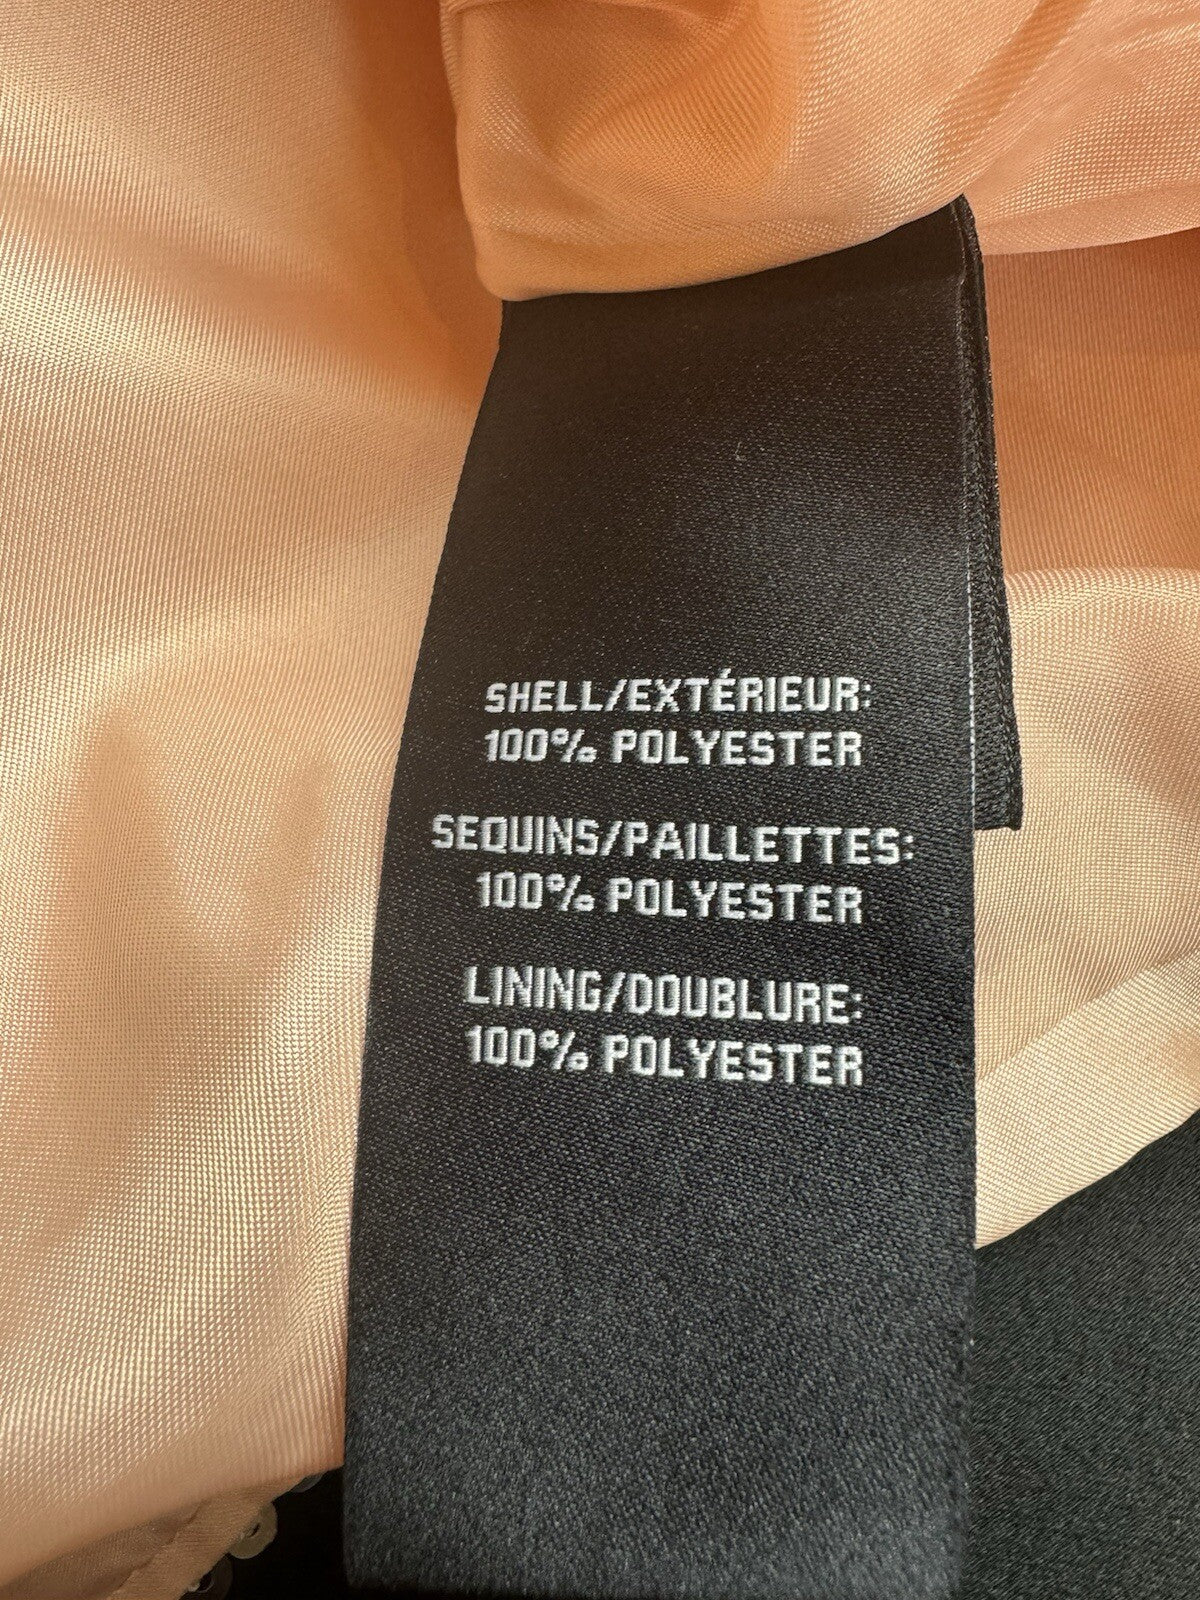 SHELL/EXTÉRIEUR:
100% POLYESTER
SEQUINS/PAILLETTES:
100% POLYESTER
LINING/DOUBLURE:
100% POLYESTER